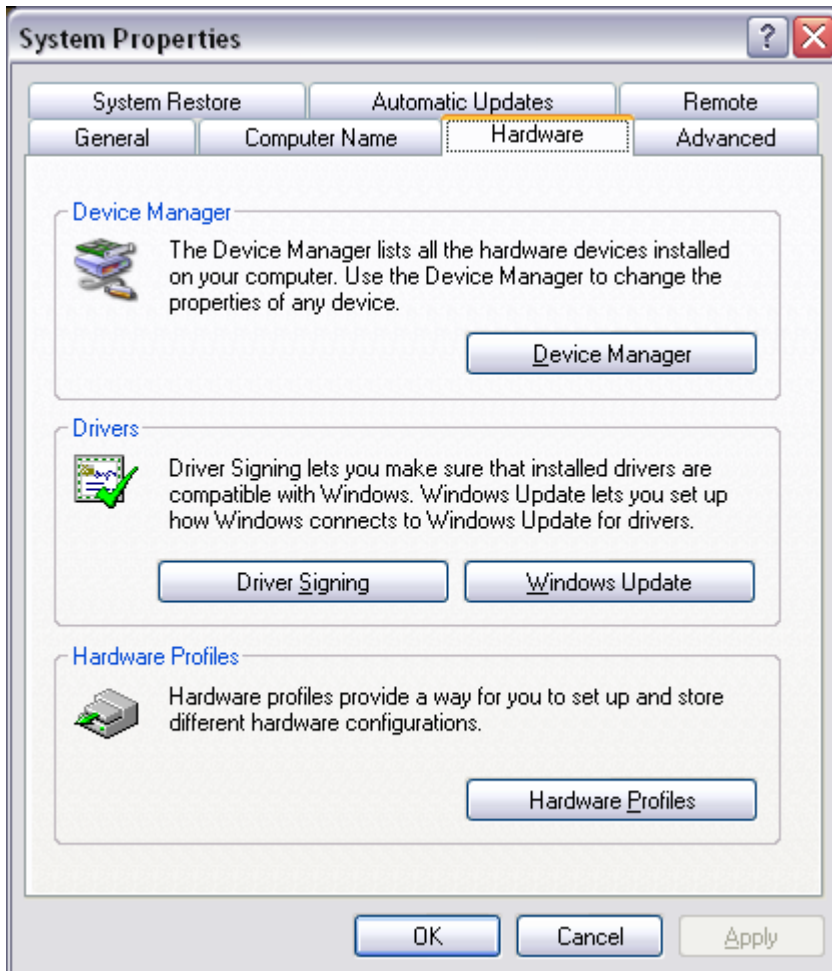 System Properties
System Restore Automatic Updates Remote
General Computer Name Hardware Advanced
Device Manager
The Device Manager lists all the hardware devices installed
on your computer. Use the Device Manager to change the
properties of any device.
Device Manager
Drivers
Driver Signing lets you make sure that installed drivers are
compatible with Windows. Windows Update lets you set up
how Windows connects to Windows Update for drivers.
Driver Signing Windows Update
Hardware Profiles
Hardware profiles provide a way for you to set up and store
different hardware configurations.
Hardware Profiles
OK Cancel Apply